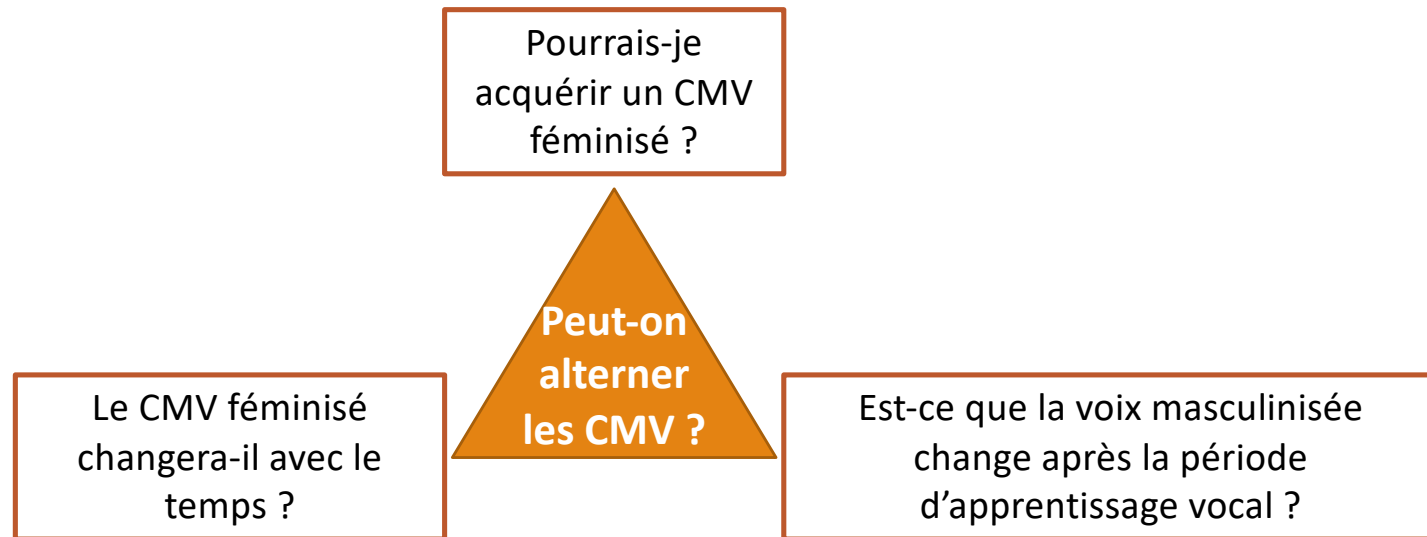 Pourrais-je
acquérir un CMV
féminisé ?
Peut-on
alterner
les CMV ?
Le CMV féminisé
changera-il avec le
temps ?
Est-ce que la voix masculinisée
change après la période
d’apprentissage vocal ?